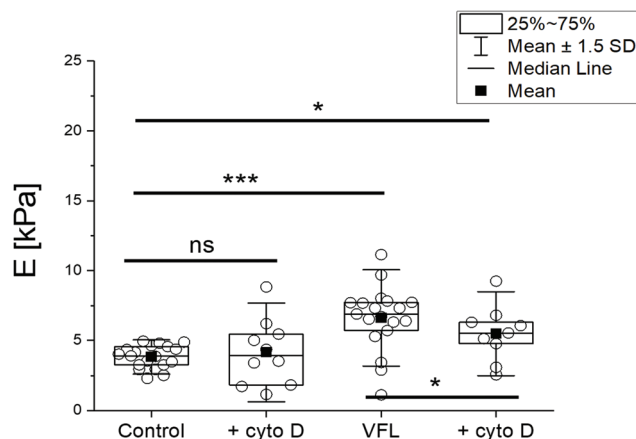 25%~75%
Mean ± 1.5 SD
Median Line
Mean
25
20
15
10
5
0
E [kPa]
*
***
ns
*
Control
+ cyto D
VFL
+ cyto D